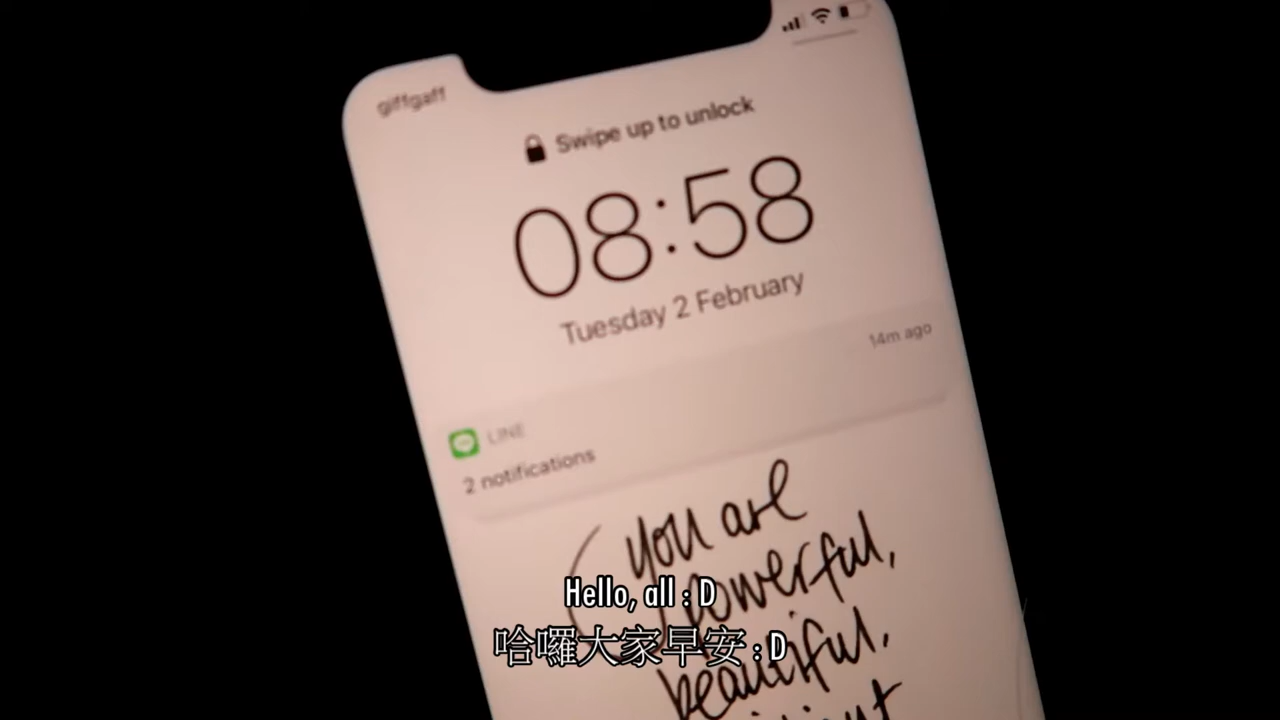 giffgaff
Swipe up to unlock
08:58
Tuesday 2 February
14m ago
LINE
2 notifications
you are
powerful,
beautiful,
Hello, all : D
哈囉大家早安 : D